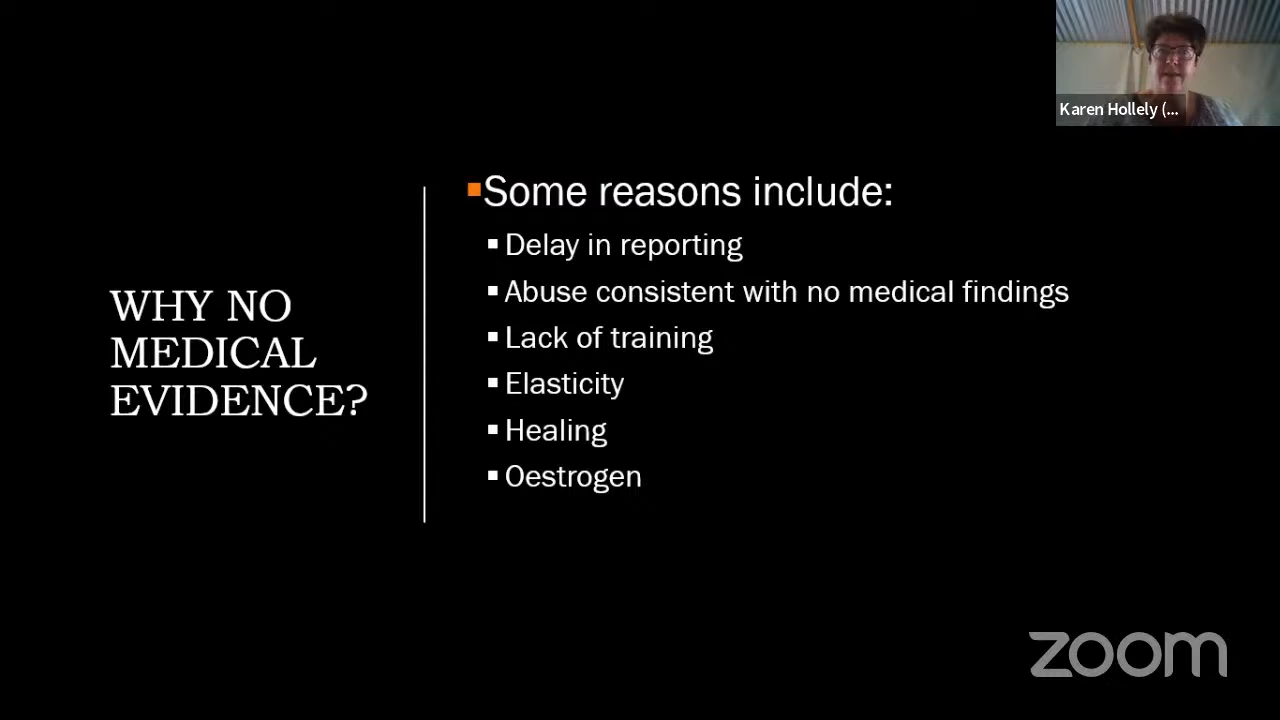 Karen Hollely (...
WHY NO
MEDICAL
EVIDENCE?
Some reasons include:
Delay in reporting
Abuse consistent with no medical findings
Lack of training
Elasticity
Healing
Oestrogen
zoom